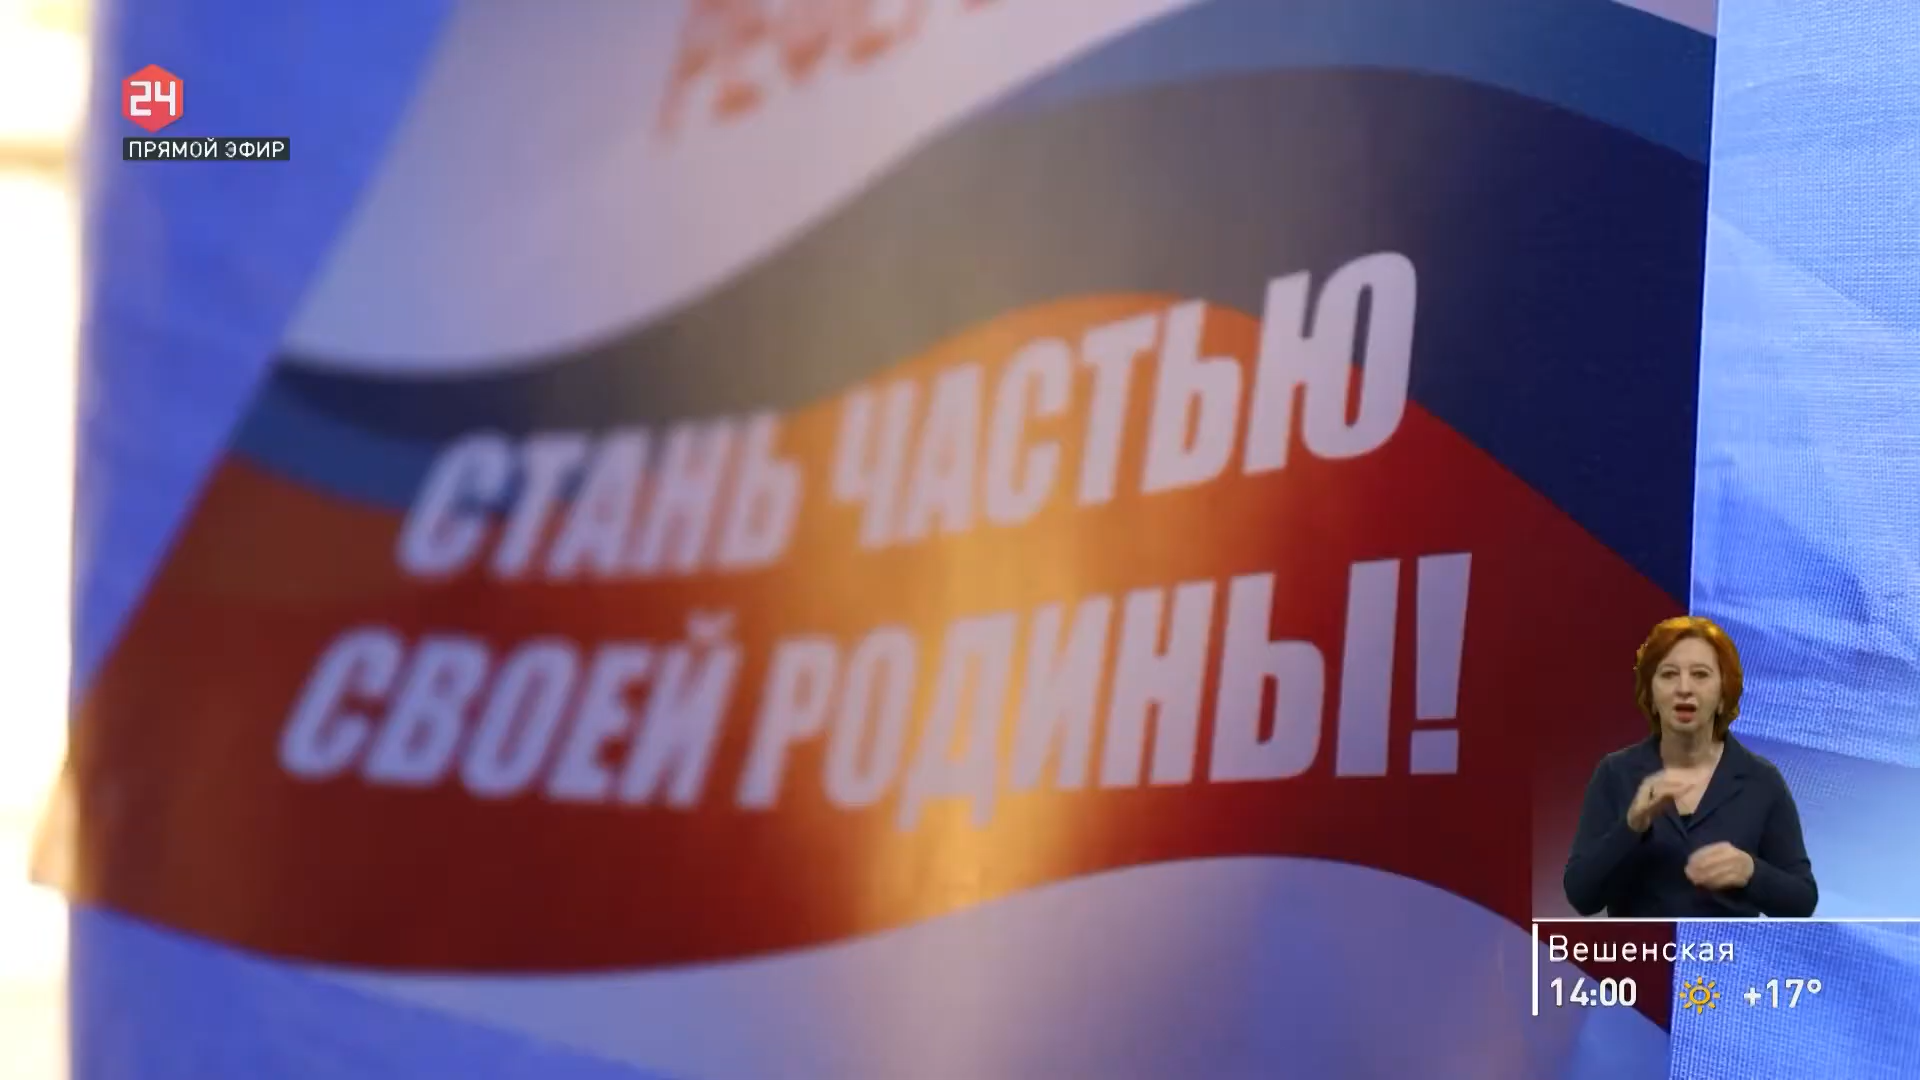 24
ПРЯМОЙ ЭФИР
СТАНЬ ЧАСТЬЮ
СВОЕЙ РОДИНЫ!
Вешенская
14:00 +17°